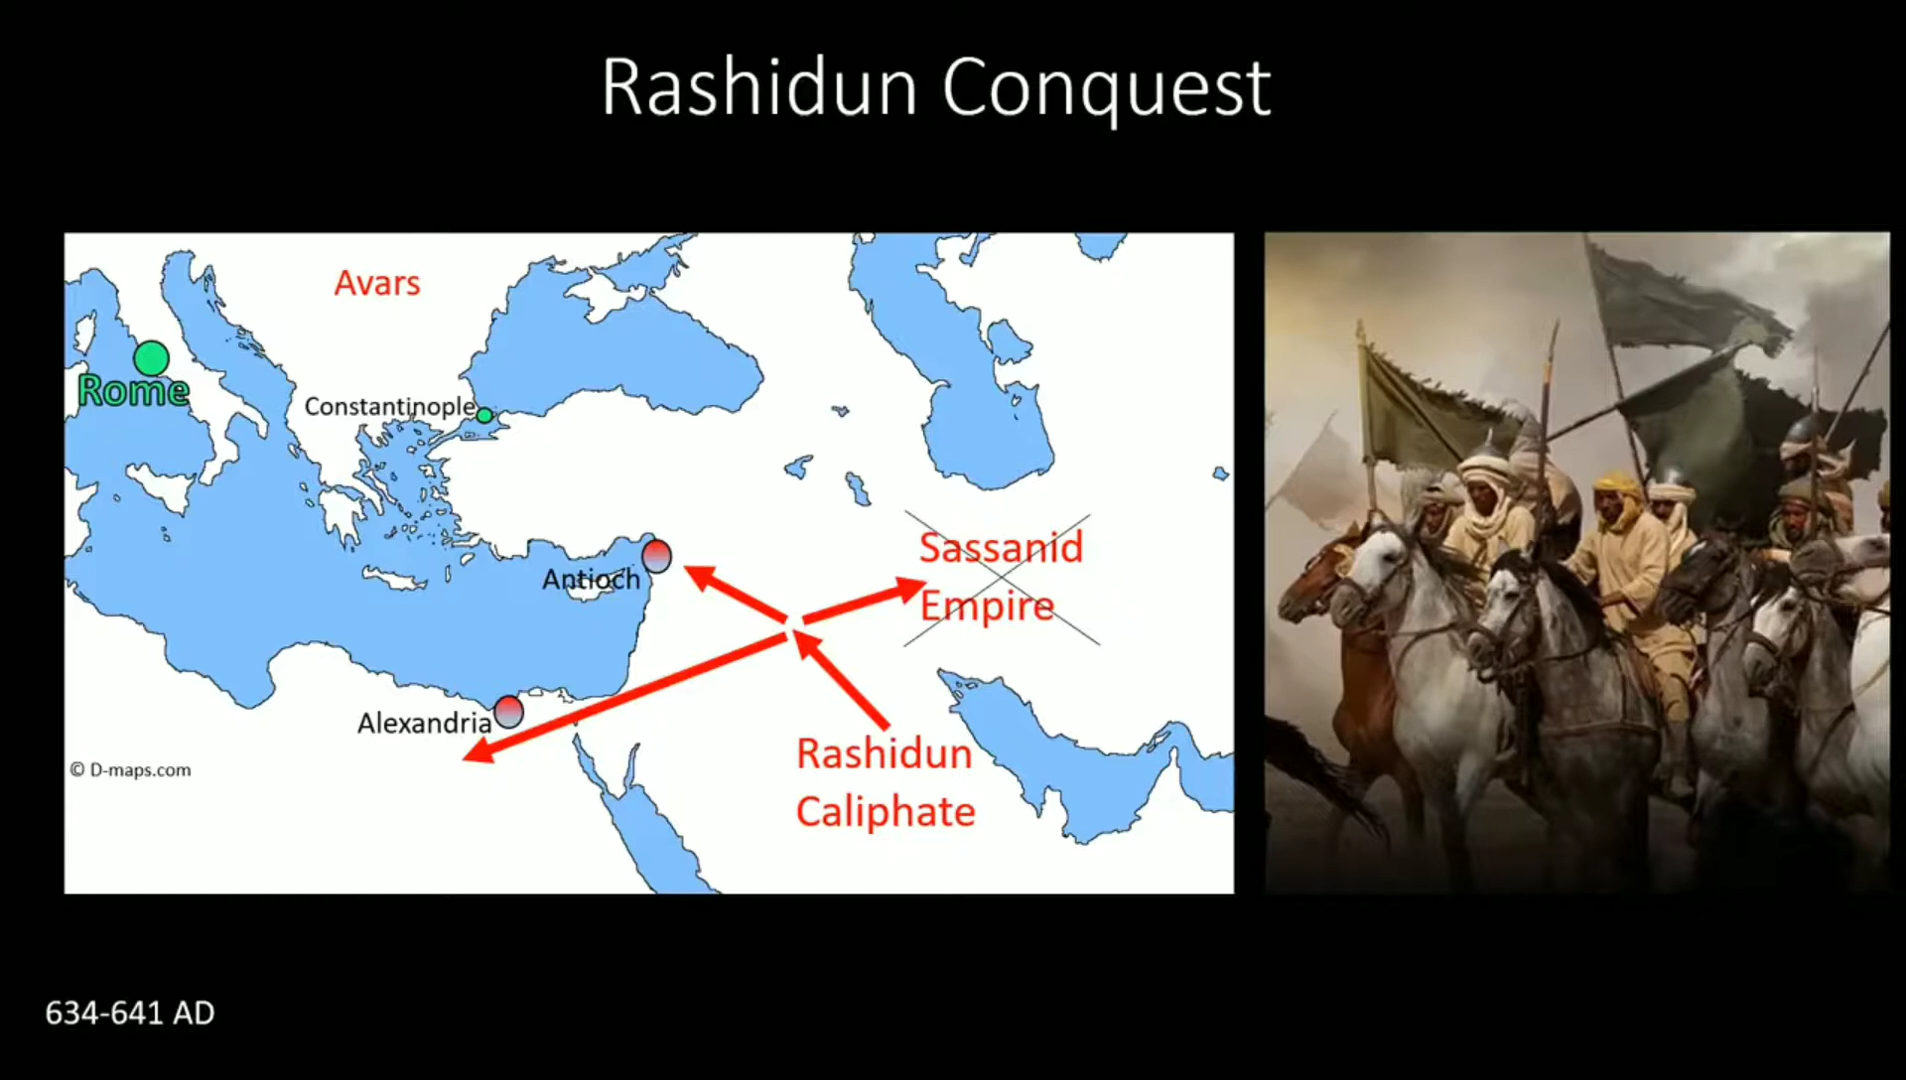 Rashidun Conquest
Avars
Rome
Constantinople
Sassanid
Empire
Antioch
Alexandria
Rashidun
Caliphate
© D-maps.com
634-641 AD